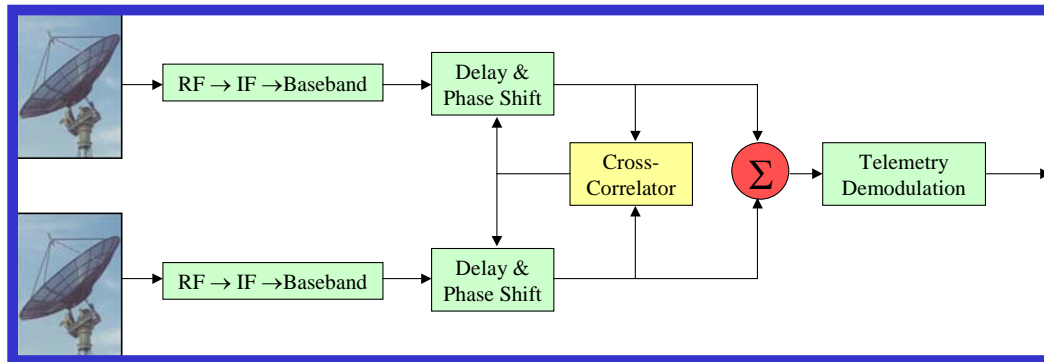 RF → IF →Baseband
Delay &
Phase Shift
Cross-
Correlator
Σ
Telemetry
Demodulation
RF → IF →Baseband
Delay &
Phase Shift